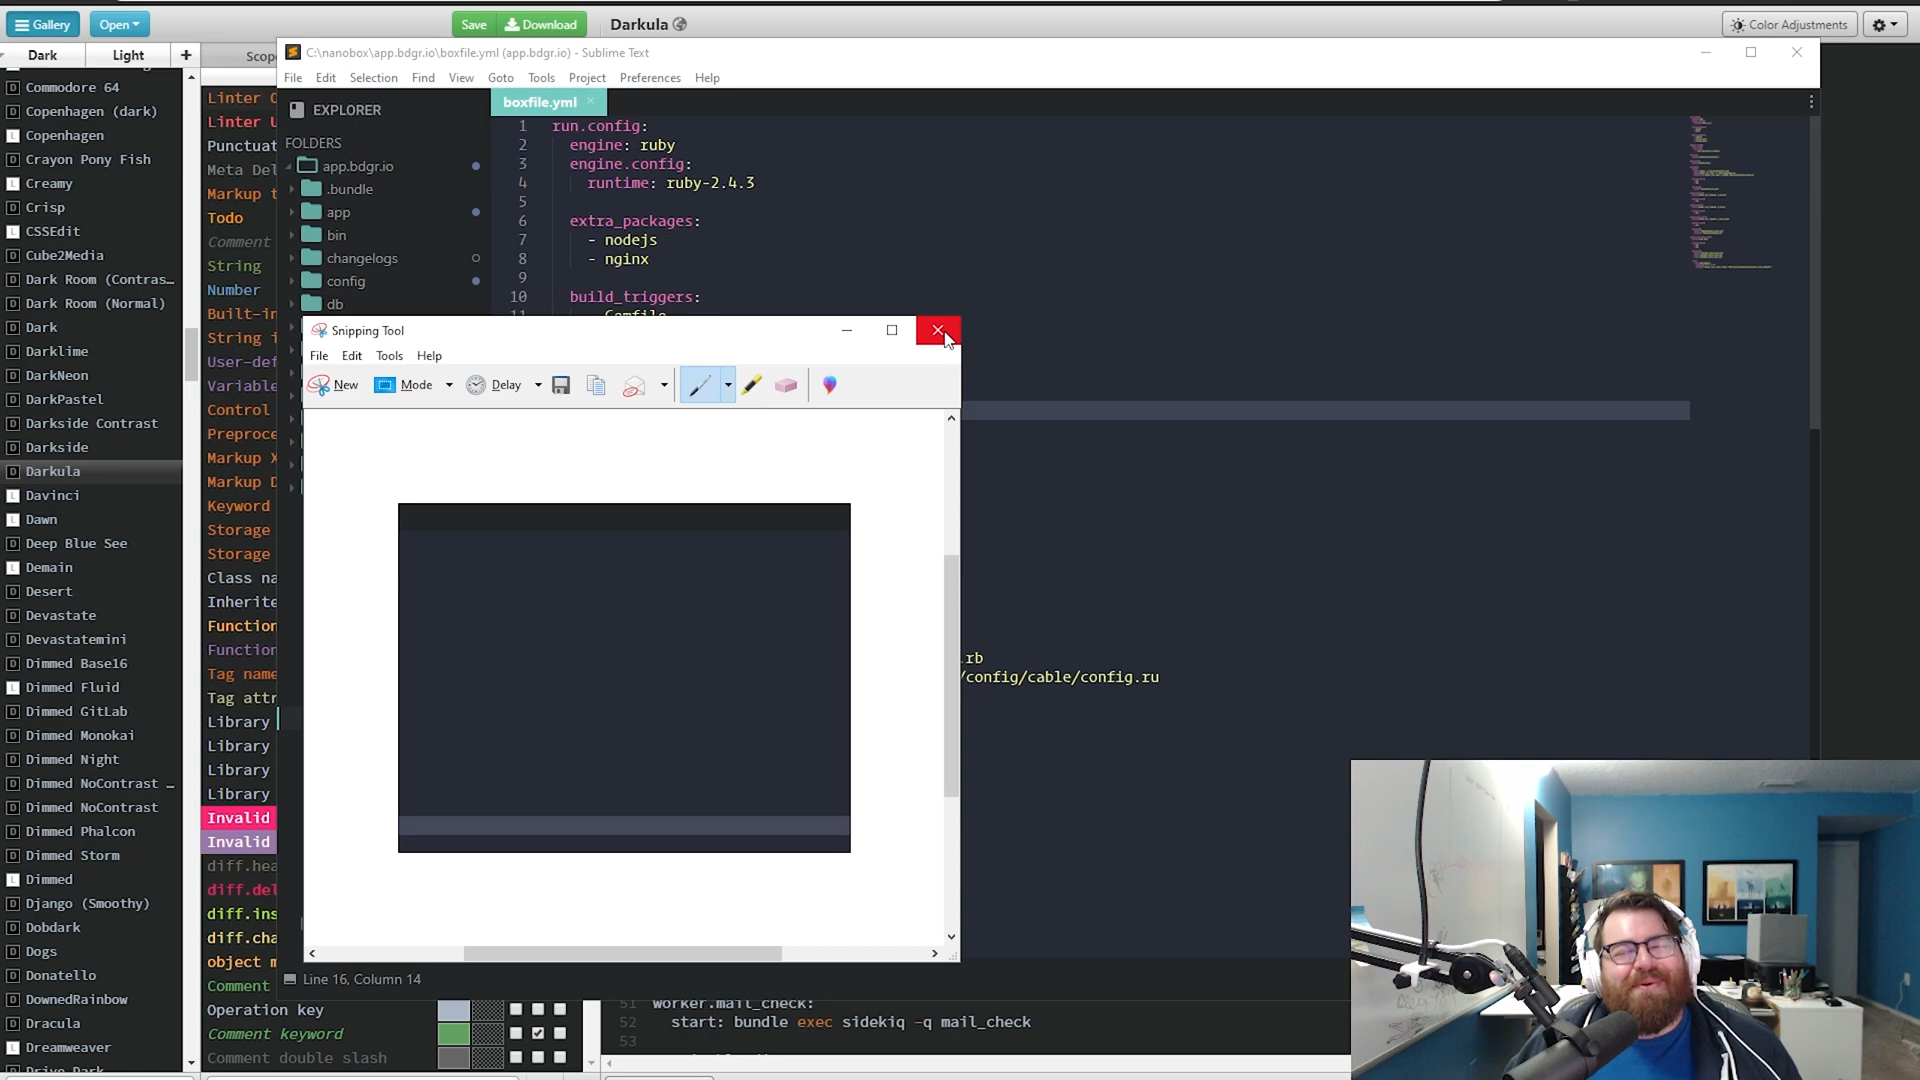 Gallery
Open
Save
Download
Darkula
Color Adjustments
Dark
Light
+
Scop
C:\nanobox\app.bdgr.io\boxfile.yml (app.bdgr.io) - Sublime Text
File Edit Selection Find View Goto Tools Project Preferences Help
Commodore 64
Copenhagen (dark)
Copenhagen
Crayon Pony Fish
Creamy
Crisp
CSSEdit
Cube2Media
Dark Room (Contras…
Dark Room (Normal)
Dark
Darklime
DarkNeon
DarkPastel
Darkside Contrast
Darkside
Darkula
Davinci
Dawn
Deep Blue See
Demain
Desert
Devastate
Devastatemini
Dimmed Base16
Dimmed Fluid
Dimmed GitLab
Dimmed Monokai
Dimmed Night
Dimmed NoContrast …
Dimmed NoContrast
Dimmed Phalcon
Dimmed Storm
Dimmed
Django (Smoothy)
Dobdark
Dogs
Donatello
DownedRainbow
Dracula
Dreamweaver
Linter
Linter
Punctuat
Meta Del
Markup t
Todo
Comment
String
Number
Built-in
String i
User-def
Variable
Control
Preproce
Markup X
Markup D
Keyword
Storage
Storage
Class na
Inherite
Function
Function
Tag name
Tag attr
Library
Library
Library
Library
Invalid
Invalid
diff.hea
diff.del
diff.ins
diff.cha
object m
Comment
Operation key
Comment keyword
Comment double slash
EXPLORER
FOLDERS
app.bdgr.io
.bundle
app
bin
changelogs
config
db
boxfile.yml
1 run.config:
2 engine: ruby
3 engine.config:
4 runtime: ruby-2.4.3
5
6 extra_packages:
7 - nodejs
8 - nginx
9
10 build_triggers:
11 Gemfile
.rb
/config/cable/config.ru
Snipping Tool
File Edit Tools Help
New Mode Delay
Line 16, Column 14
51 worker.mail_check:
52 start: bundle exec sidekiq -q mail_check
53